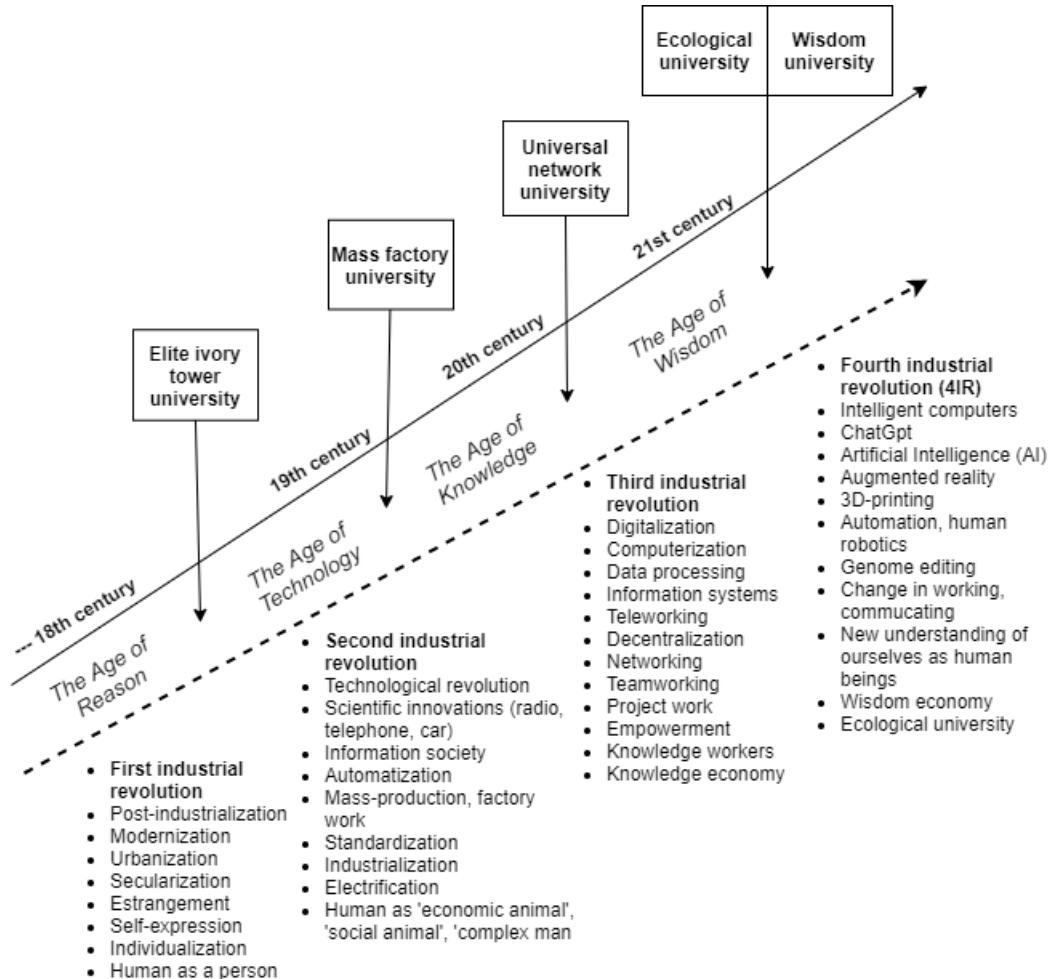 Ecological
university
Wisdom
university
Universal
network
university
21st century
Mass factory
university
The Age of
Wisdom
20th century
Elite ivory
tower
university
19th century
The Age of
Knowledge
--- 18th century
The Age of
Technology
The Age of
Reason
• First industrial
revolution
• Post-industrialization
• Modernization
• Urbanization
• Secularization
• Estrangement
• Self-expression
• Individualization
• Human as a person
• Second industrial
revolution
• Technological revolution
• Scientific innovations (radio,
telephone, car)
• Information society
• Automatization
• Mass-production, factory
work
• Standardization
• Industrialization
• Electrification
• Human as 'economic animal',
'social animal', 'complex man
• Third industrial
revolution
• Digitalization
• Computerization
• Data processing
• Information systems
• Teleworking
• Decentralization
• Networking
• Teamworking
• Project work
• Empowerment
• Knowledge workers
• Knowledge economy
• Fourth industrial
revolution (4IR)
• Intelligent computers
• ChatGpt
• Artificial Intelligence (AI)
• Augmented reality
• 3D-printing
• Automation, human
robotics
• Genome editing
• Change in working,
commucating
• New understanding of
ourselves as human
beings
• Wisdom economy
• Ecological university